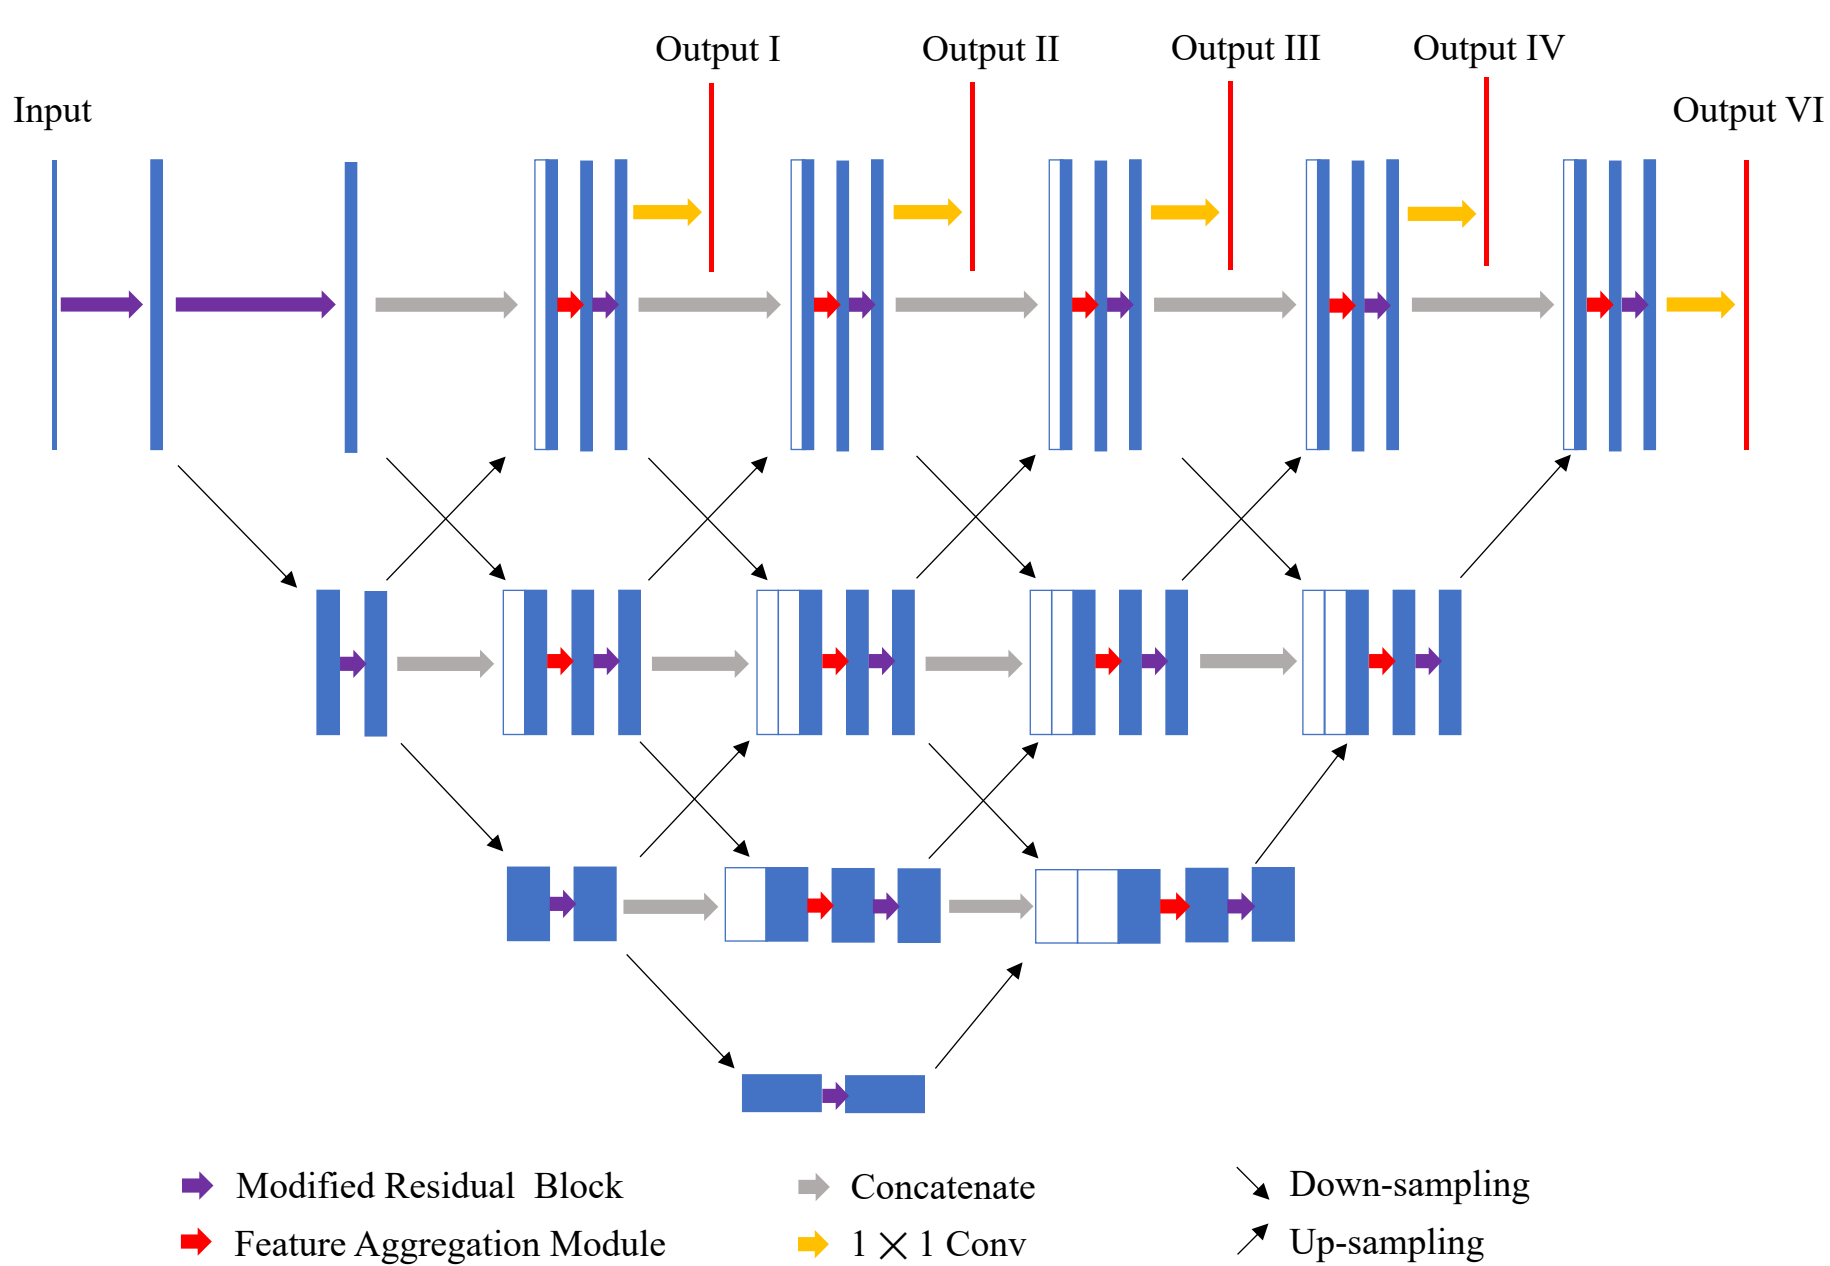 Output I
Output II
Output III
Output IV
Input
Output VI
Modified Residual Block
Concatenate
Down-sampling
Feature Aggregation Module
1 × 1 Conv
Up-sampling